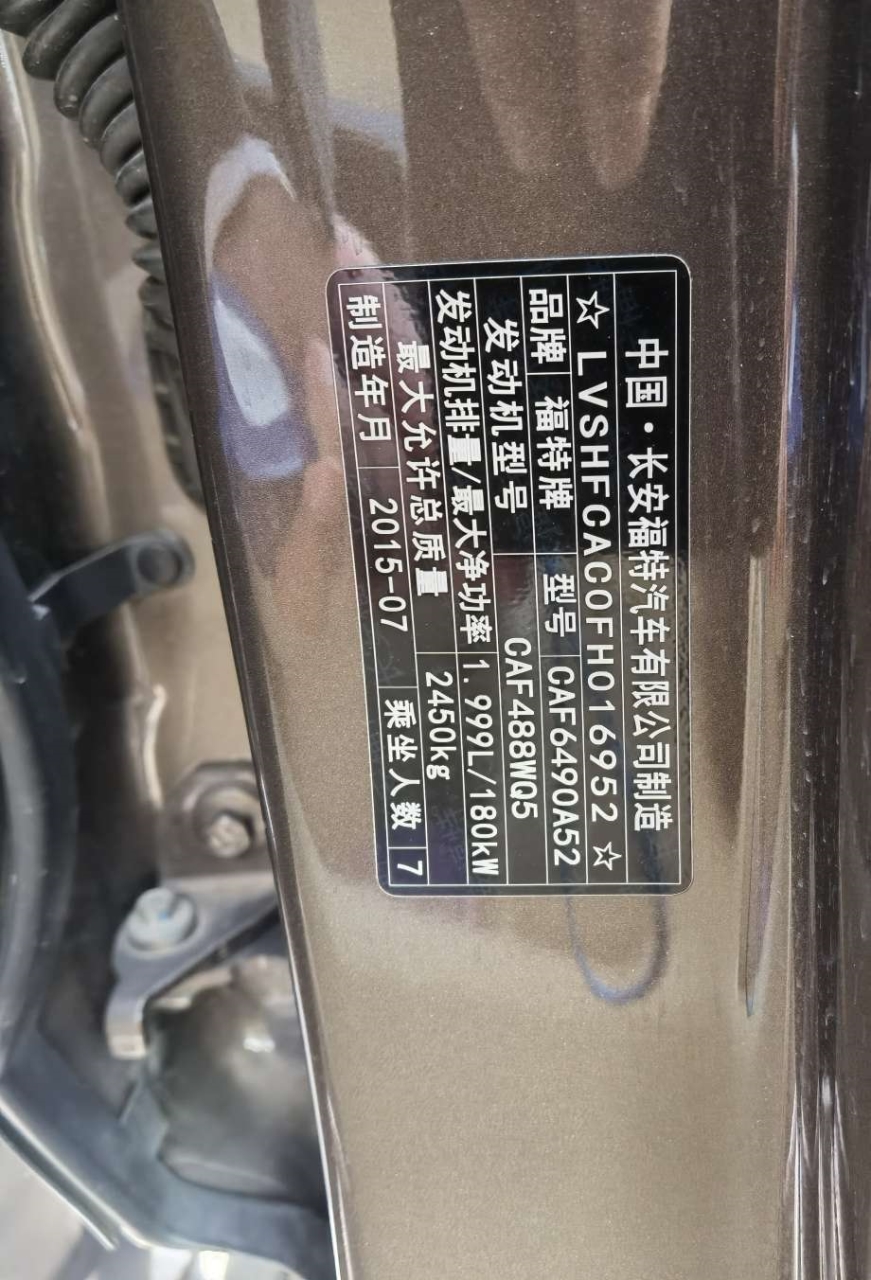 中国·长安福特汽车有限公司制造
☆LVSHFCAC0FH016952☆
品牌 福特牌 型号 CAF6490A52
发动机型号 CAF488WQ5
发动机排量/最大净功率 1.999L/180kW
最大允许总质量 2450kg
制造年月 2015-07 乘坐人数 7